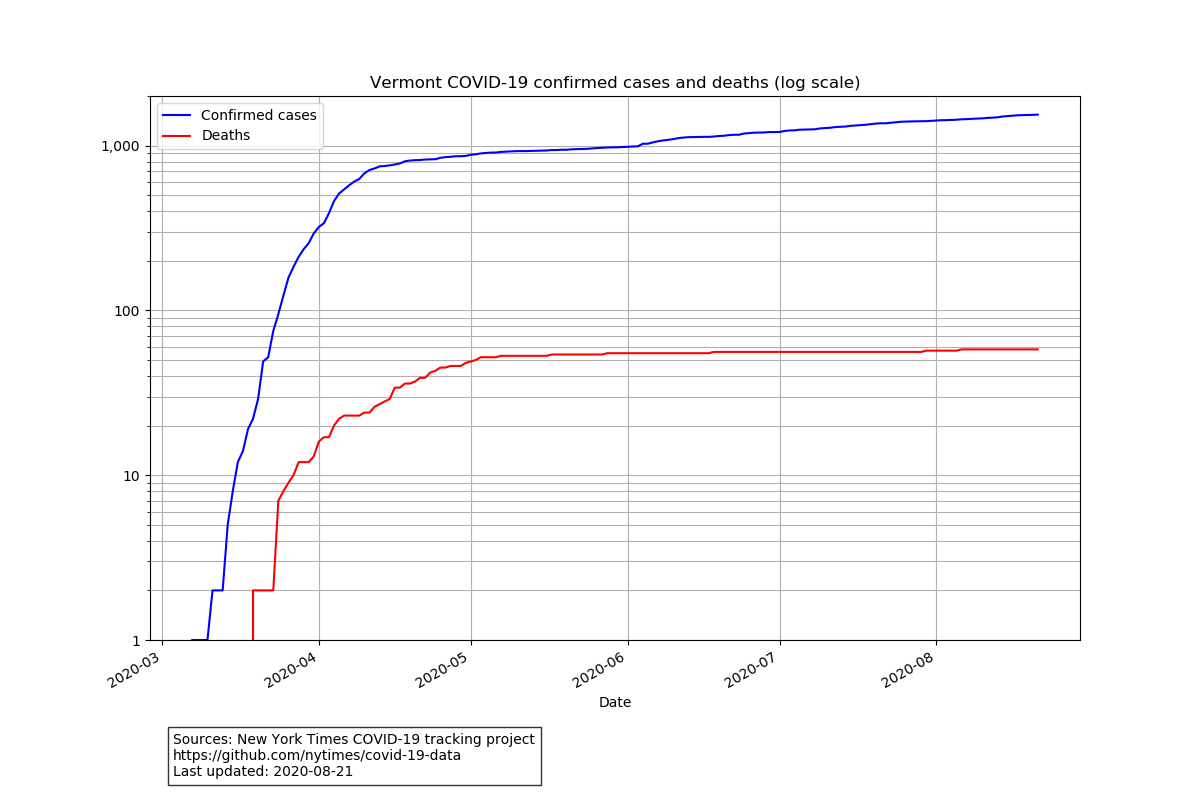 Vermont COVID-19 confirmed cases and deaths (log scale)
Confirmed cases
Deaths
1,000
100
10
1
2020-03
2020-04
2020-05
2020-06
2020-07
2020-08
Date
Sources: New York Times COVID-19 tracking project
https://github.com/nytimes/covid-19-data
Last updated: 2020-08-21